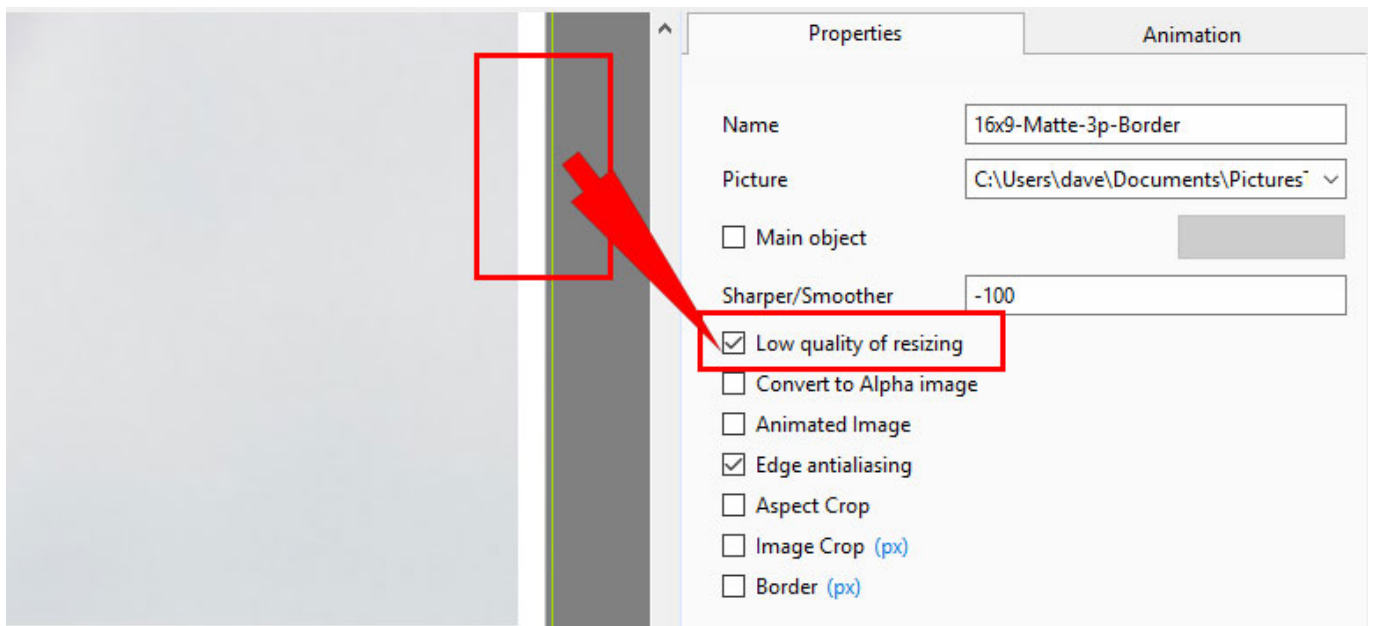 Properties
Animation
Name
16x9-Matte-3p-Border
Picture
C:\Users\dave\Documents\Pictures
Main object
Sharper/Smoother
-100
Low quality of resizing
Convert to Alpha image
Animated Image
Edge antialiasing
Aspect Crop
Image Crop (px)
Border (px)